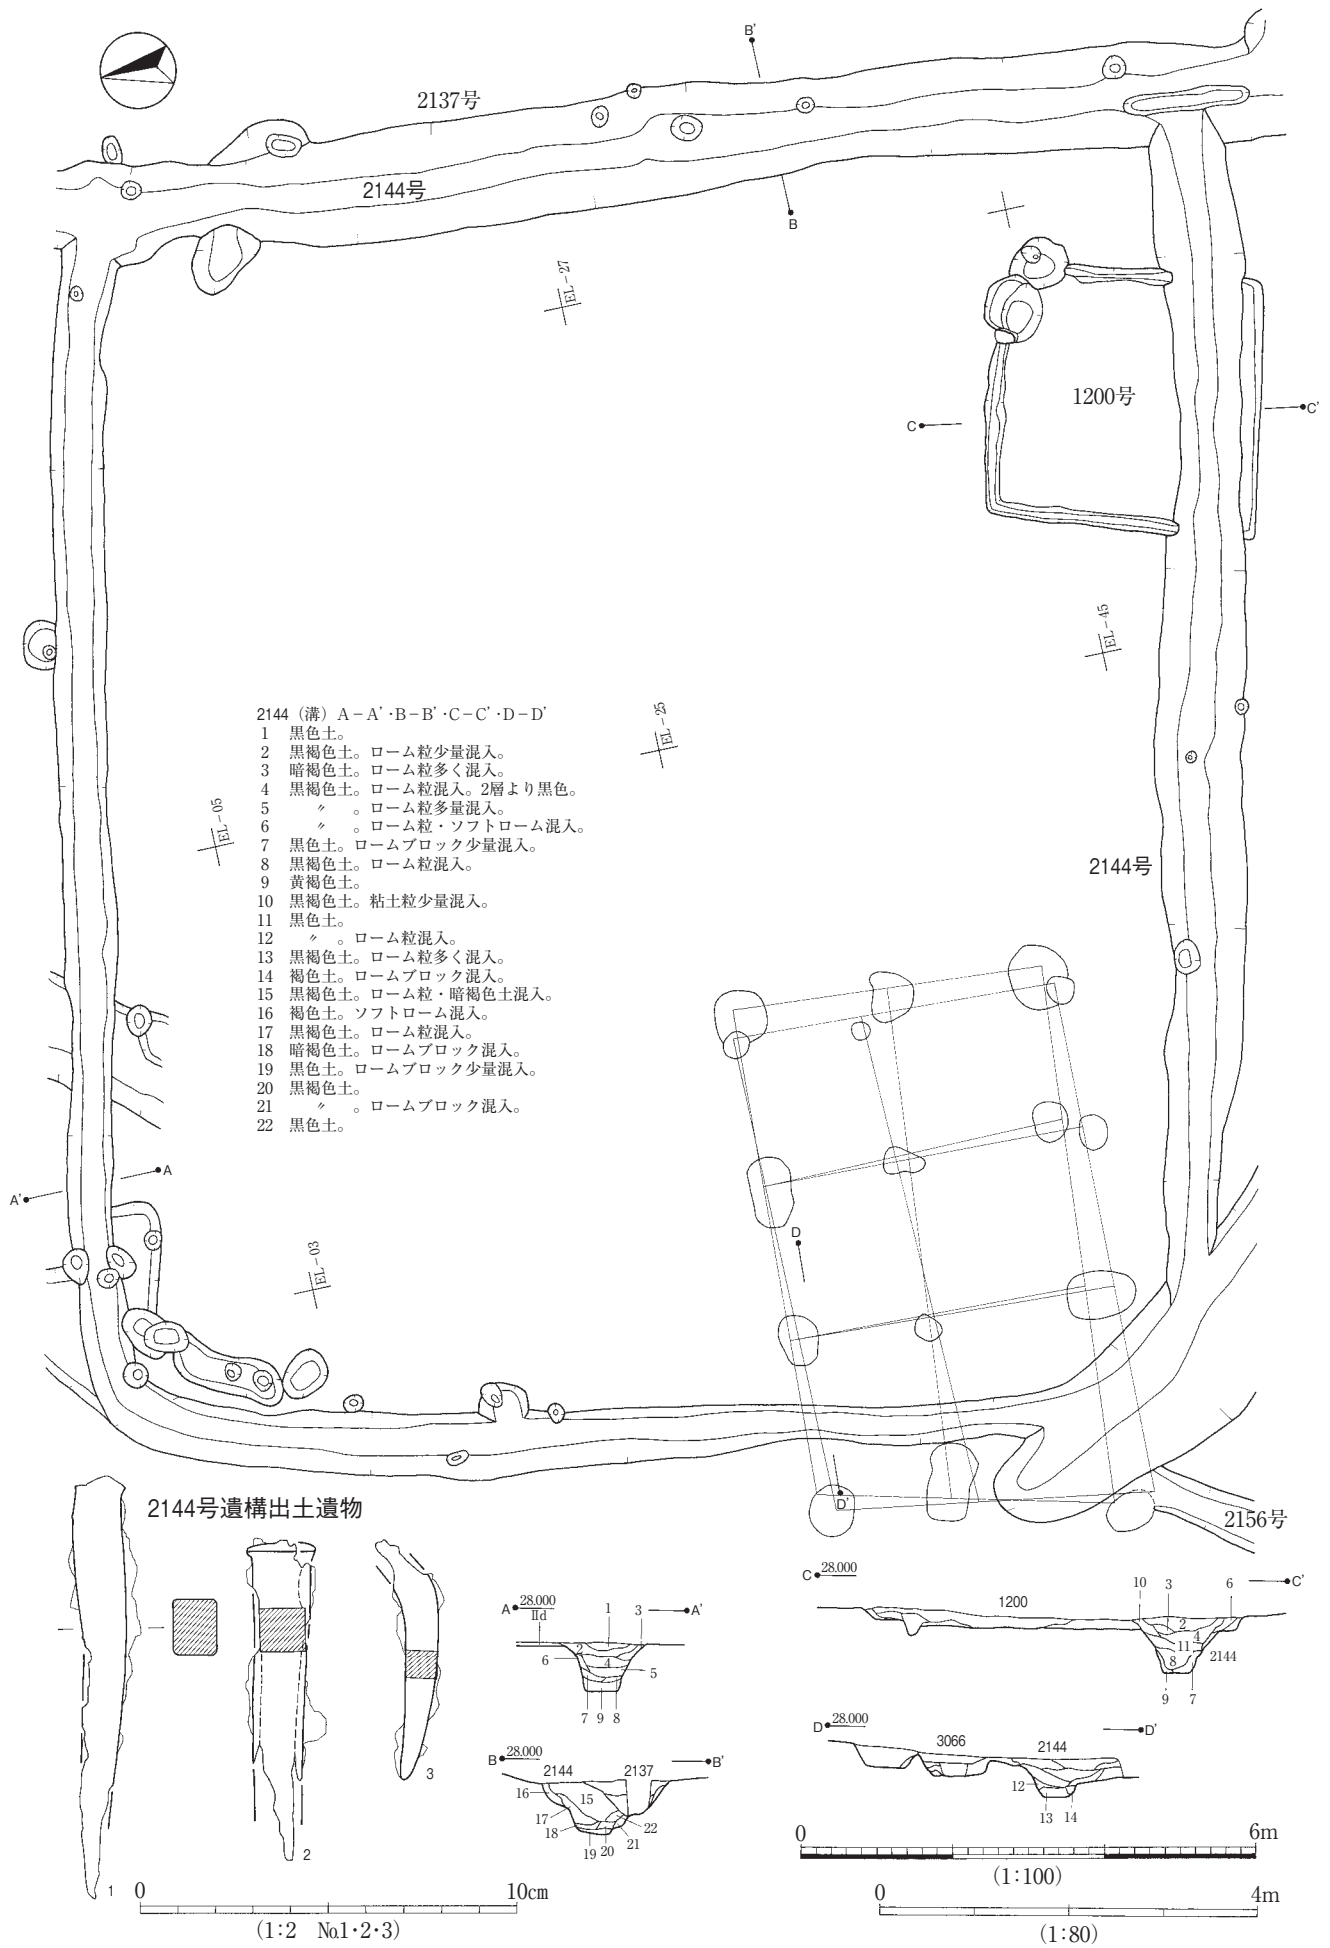 B'
2137号
2144号
B
EL-27
1200号
C
C'
EL-45
2144（溝）A－A'・B－B'・C－C'・D－D'
1 黒色土。
2 黒褐色土。ローム粒少量混入。
3 暗褐色土。ローム粒多く混入。
4 黒褐色土。ローム粒混入。2層より黒色。
5 〃 。ローム粒多量混入。
6 〃 。ローム粒・ソフトローム混入。
7 黒色土。ロームブロック少量混入。
8 黒褐色土。ローム粒混入。
9 黄褐色土。
10 黒褐色土。粘土粒少量混入。
11 黒色土。
12 〃 。ローム粒混入。
13 黒褐色土。ローム粒多く混入。
14 褐色土。ロームブロック混入。
15 黒褐色土。ローム粒・暗褐色土混入。
16 褐色土。ソフトローム混入。
17 黒褐色土。ローム粒混入。
18 暗褐色土。ロームブロック混入。
19 黒色土。ロームブロック少量混入。
20 黒褐色土。
21 〃 。ロームブロック混入。
22 黒色土。
EL-25
EL-05
2144号
A
A'
D
EL-03
D'
2156号
2144号遺構出土遺物
1
2
3
A 28.000 A'
IId 1 3
2
6 4 5
7 9 8
B 28.000 B'
2144 2137
16 15
17 22
18 21
19 20
C 28.000 C'
1200 10 3 6
2
4
11
8 2144
9 7
D 28.000 D'
3066 2144
12
13 14
0 6m
(1:100)
0 4m
(1:80)
0 10cm
(1:2 №1・2・3)